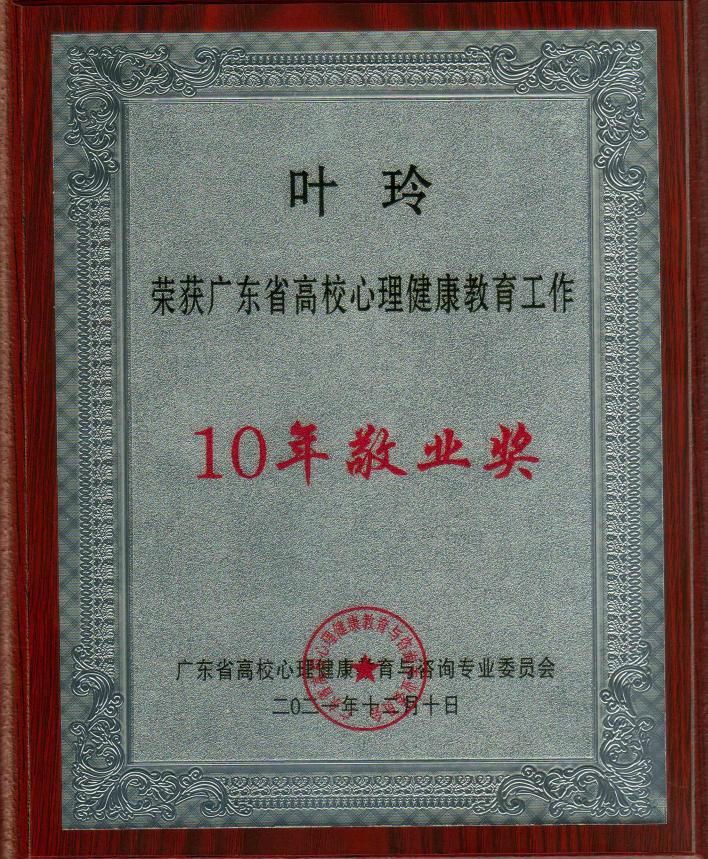 叶玲
荣获广东省高校心理健康教育工作
10年敬业奖
广东省高校心理健康教育与咨询专业委员会
二〇二一年十二月十日